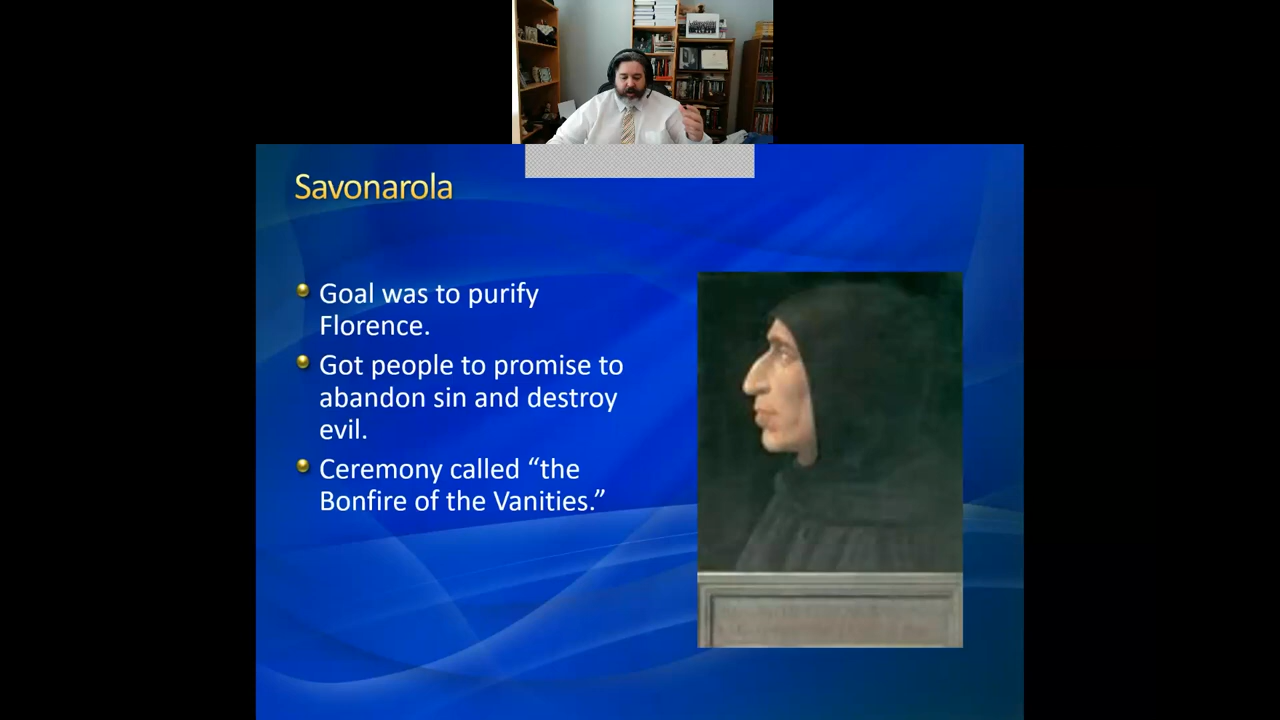 Savonarola
Goal was to purify
Florence.
Got people to promise to
abandon sin and destroy
evil.
Ceremony called “the
Bonfire of the Vanities.”